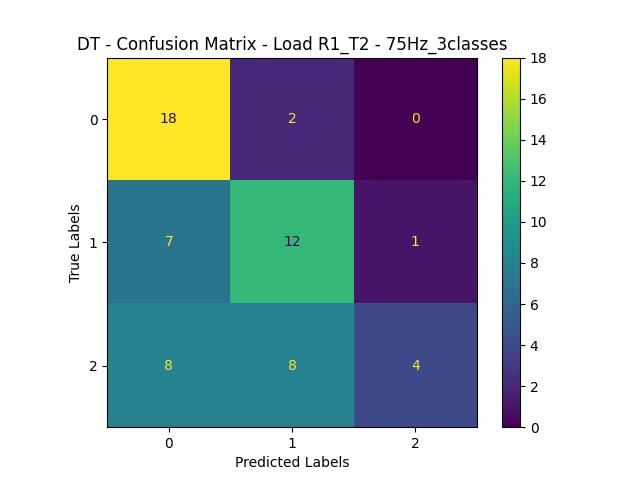 DT - Confusion Matrix - Load R1_T2 - 75Hz_3classes
True Labels
0 18 2 0
1 7 12 1
2 8 8 4
0 1 2
Predicted Labels
18
16
14
12
10
8
6
4
2
0